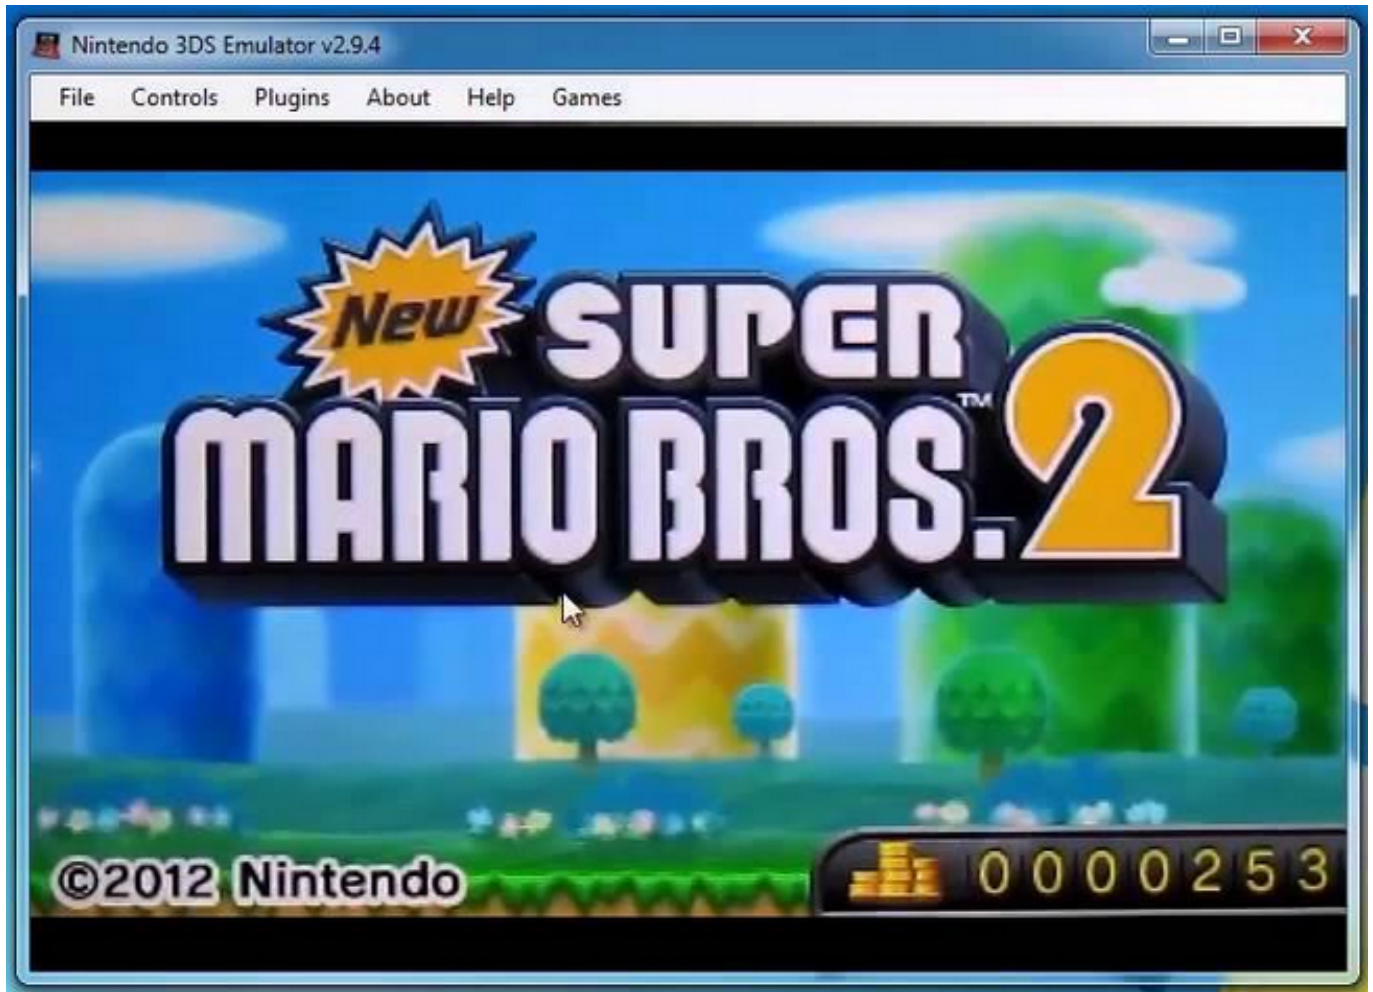 Nintendo 3DS Emulator v2.9.4
File Controls Plugins About Help Games
New SUPER
MARIO BROS.™ 2
©2012 Nintendo
0000253